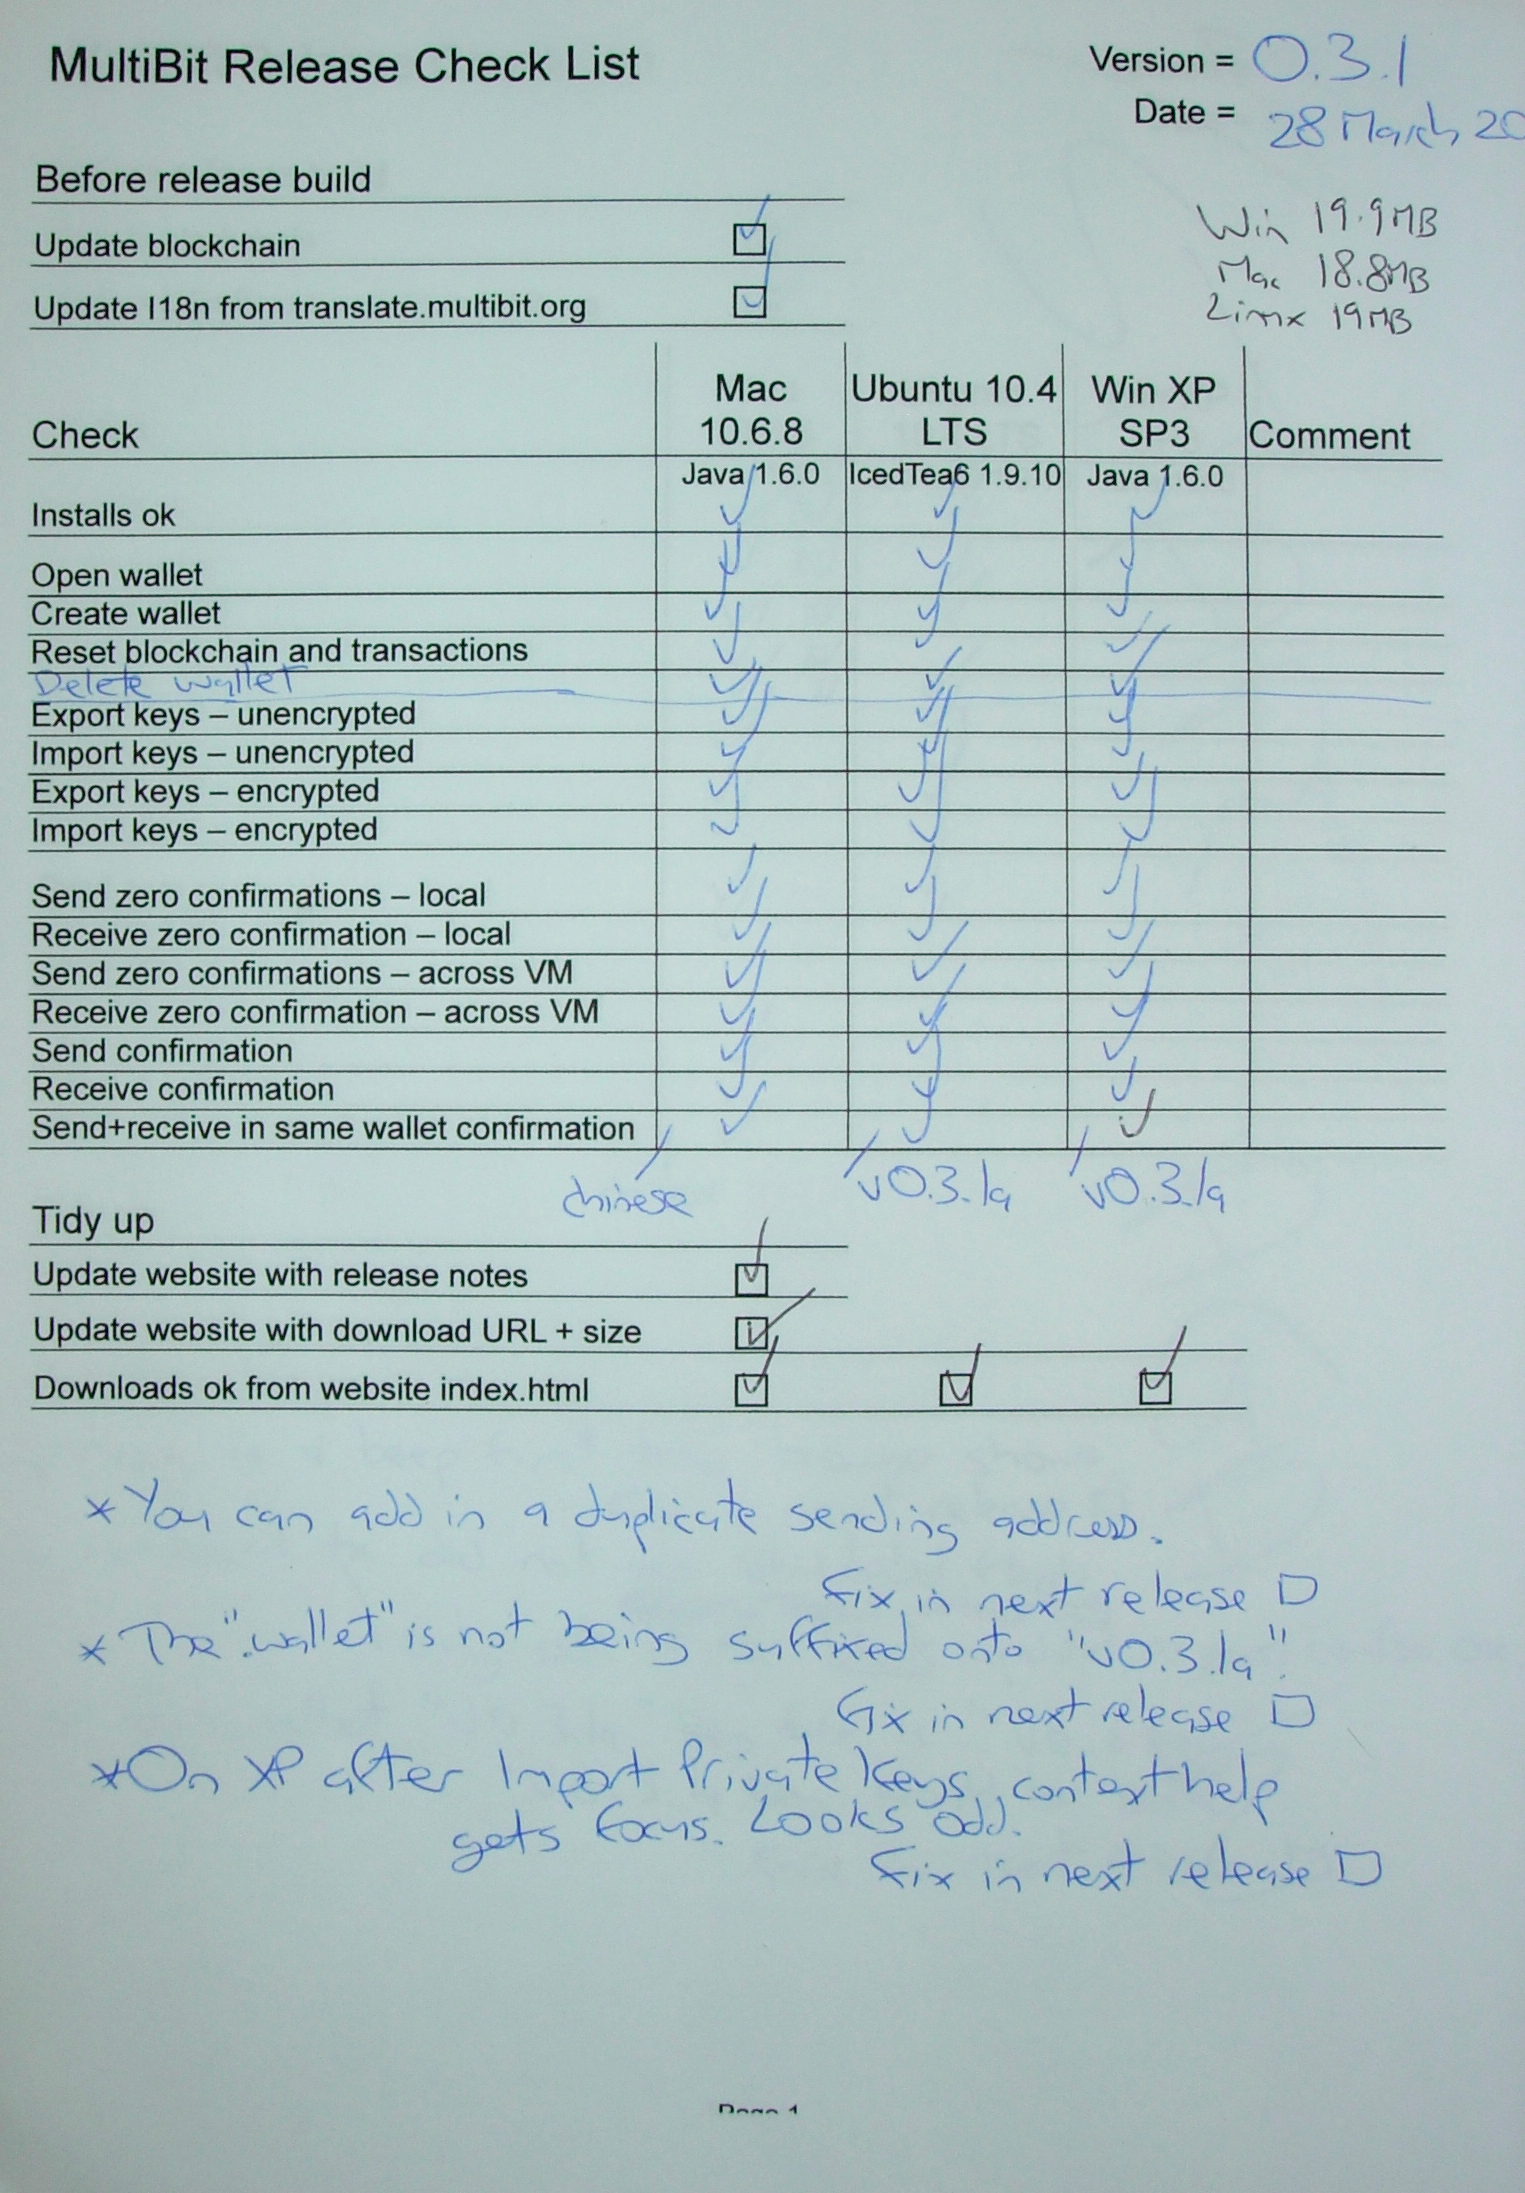 MultiBit Release Check List
Version = 0.3.1
Date = 28 March 20
Before release build
Update blockchain
Update I18n from translate.multibit.org
Win 19.9MB
Mac 18.8MB
Linux 19MB
Check Mac 10.6.8 Ubuntu 10.4 LTS Win XP SP3 Comment
Java 1.6.0 IcedTea6 1.9.10 Java 1.6.0
Installs ok
Open wallet
Create wallet
Reset blockchain and transactions
Delete wallet
Export keys – unencrypted
Import keys – unencrypted
Export keys – encrypted
Import keys – encrypted
Send zero confirmations – local
Receive zero confirmation – local
Send zero confirmations – across VM
Receive zero confirmation – across VM
Send confirmation
Receive confirmation
Send+receive in same wallet confirmation
chinese v0.3.1a v0.3.1a
Tidy up
Update website with release notes
Update website with download URL + size
Downloads ok from website index.html
* You can add in a duplicate sending address.
Fix in next release
* The ".wallet" is not being suffixed onto "v0.3.1a".
Fix in next release
* On XP after Import Private Keys, context help
gets focus. Looks odd.
Fix in next release
Page 1